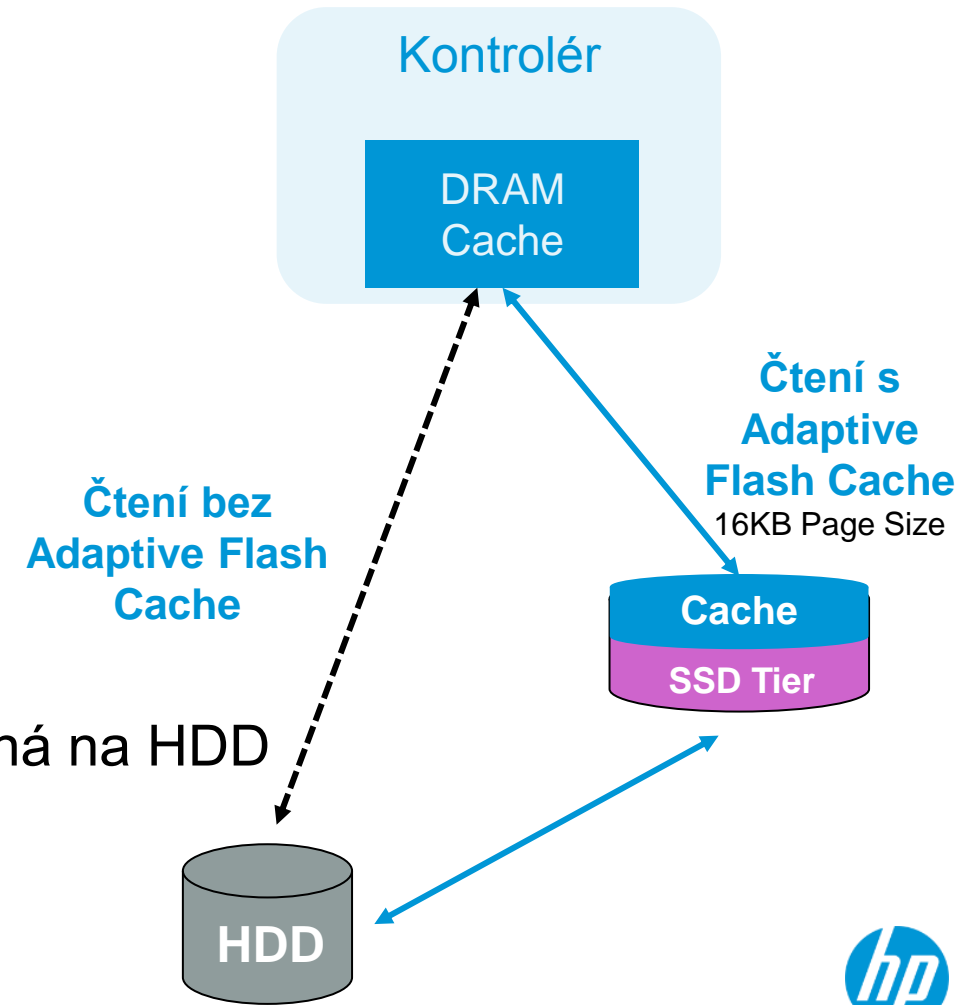 Kontrolér
DRAM
Cache
Čtení s
Adaptive
Flash Cache
16KB Page Size
Čtení bez
Adaptive Flash
Cache
Cache
SSD Tier
ná na HDD
HDD
hp